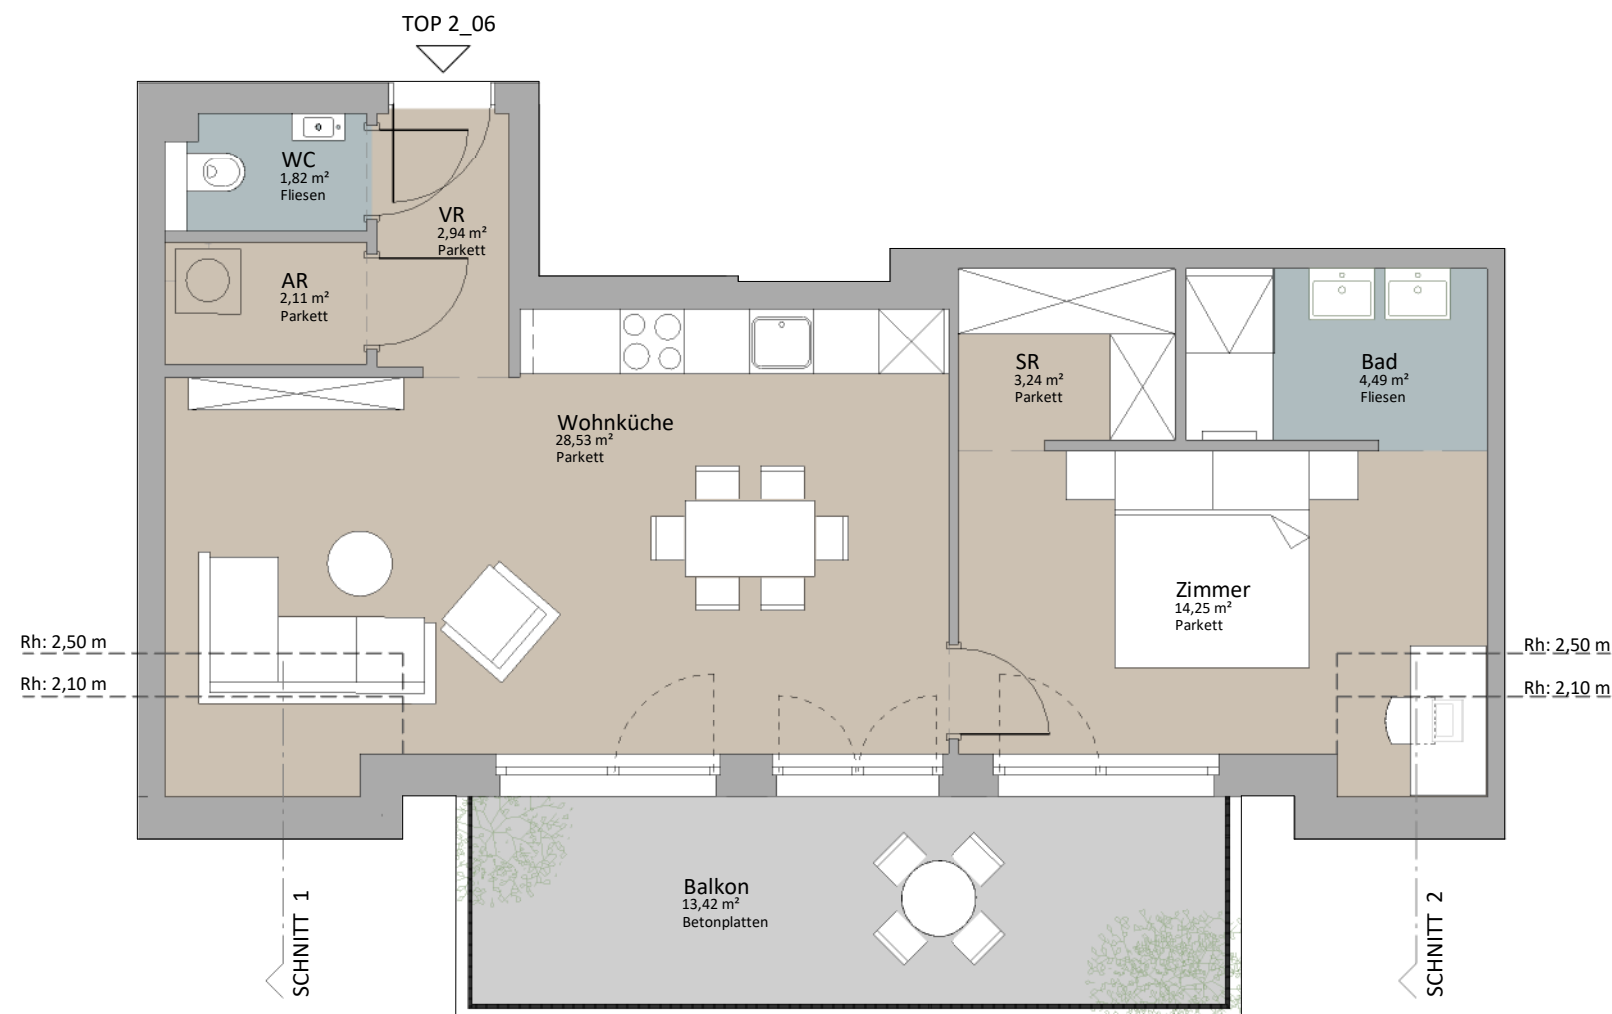 TOP 2_06
WC
1,82 m²
Fliesen
VR
2,94 m²
Parkett
AR
2,11 m²
Parkett
SR
3,24 m²
Parkett
Bad
4,49 m²
Fliesen
Wohnküche
28,53 m²
Parkett
Zimmer
14,25 m²
Parkett
Rh: 2,50 m
Rh: 2,10 m
Rh: 2,50 m
Rh: 2,10 m
Balkon
13,42 m²
Betonplatten
SCHNITT 1
SCHNITT 2